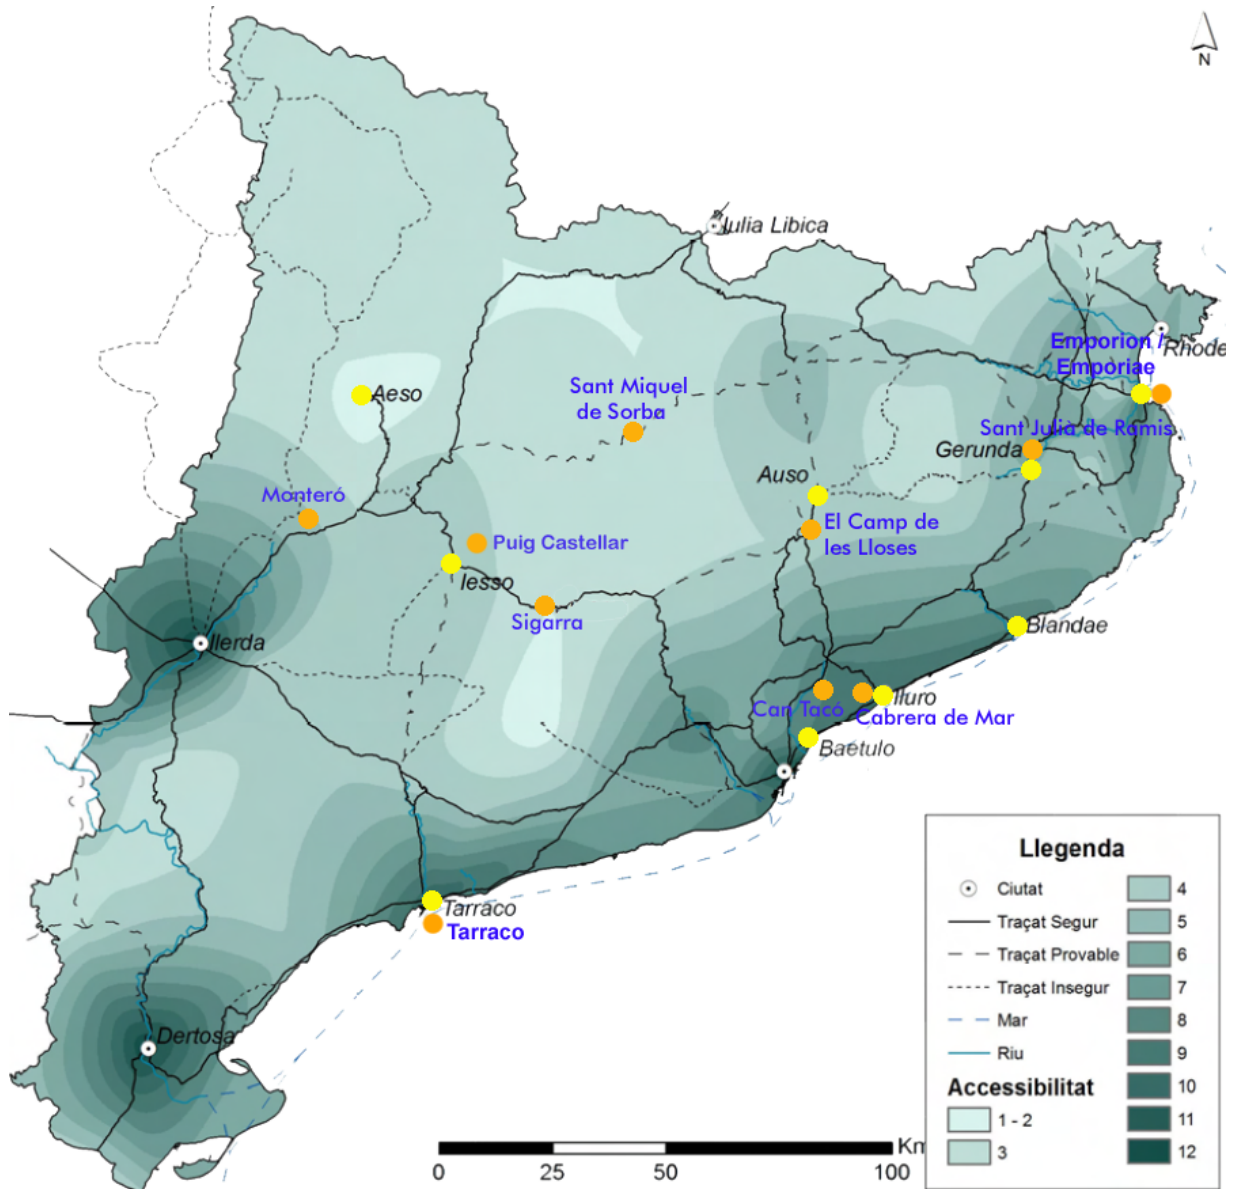 N
Iulia Libica
Emporion /
Emporiae
Rhode
Aeso
Sant Miquel
de Sorba
Sant Julia de Ramis
Gerunda
Auso
Monteró
El Camp de
les Lloses
Puig Castellar
Iesso
Sigarra
Blandae
Ilerda
Iluro
Can Tacó
Cabrera de Mar
Baetulo
Tarraco
Tarraco
Dertosa
Llegenda
Ciutat
Traçat Segur
Traçat Provable
Traçat Insegur
Mar
Riu
Accessibilitat
1 - 2
3
4
5
6
7
8
9
10
11
12
Km
0
25
50
100